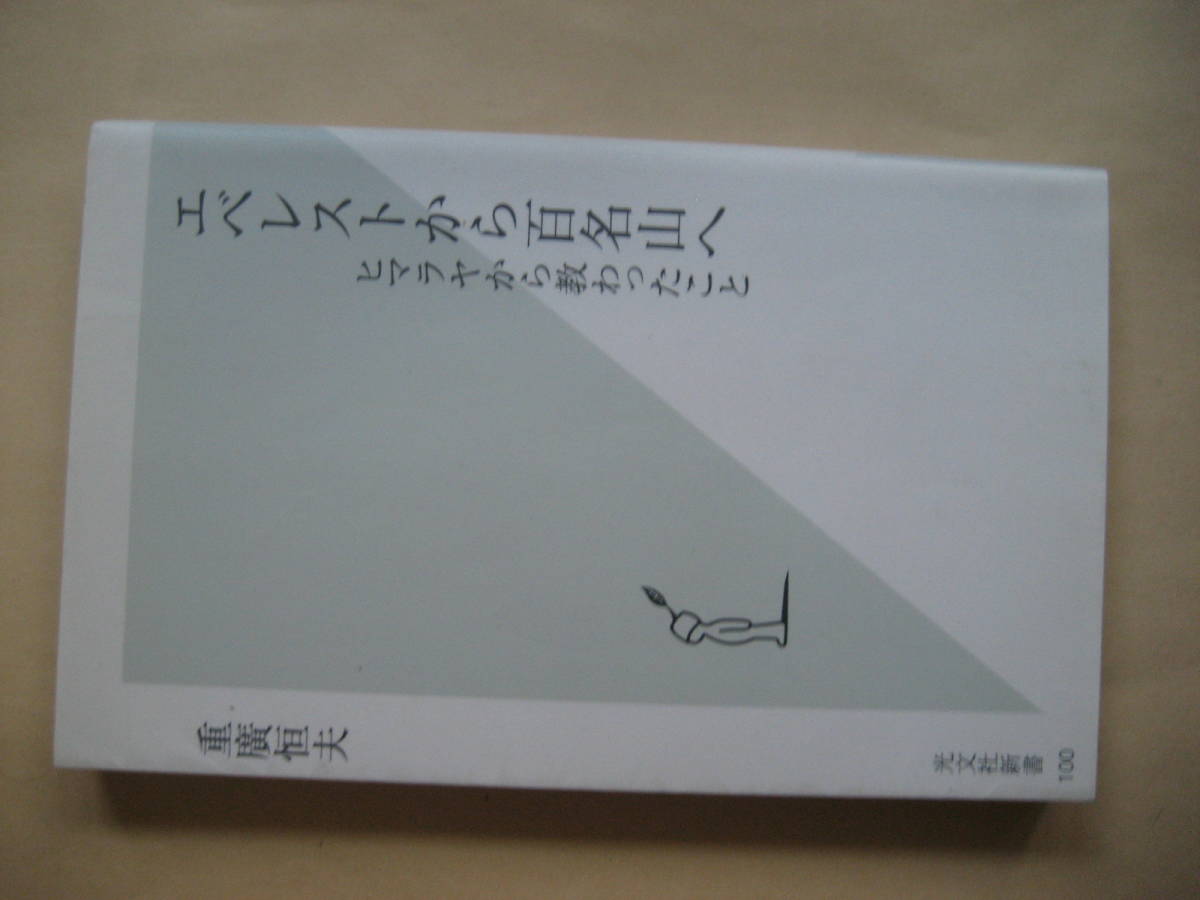 エベレストから百名山へ
ヒマラヤから教わったこと
重廣恒夫
光文社新書
100